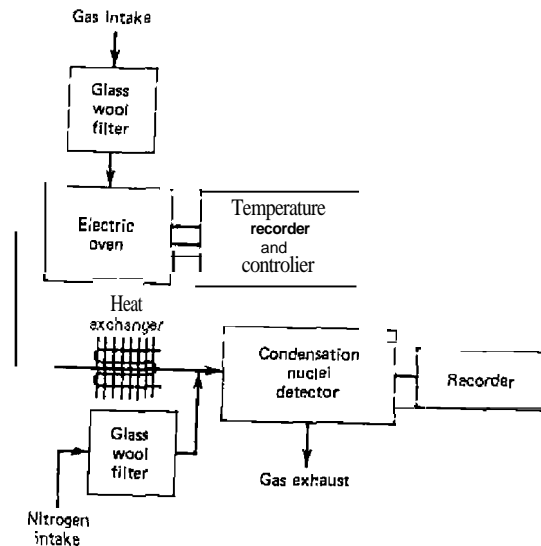 Gas Intake
Glass
wool
filter
Electric
oven
Temperature
recorder
and
controlier
Heat
exchanger
Condensation
nuclei
detector
Recorder
Glass
wool
filter
Gas exhaust
Nitrogen
intake